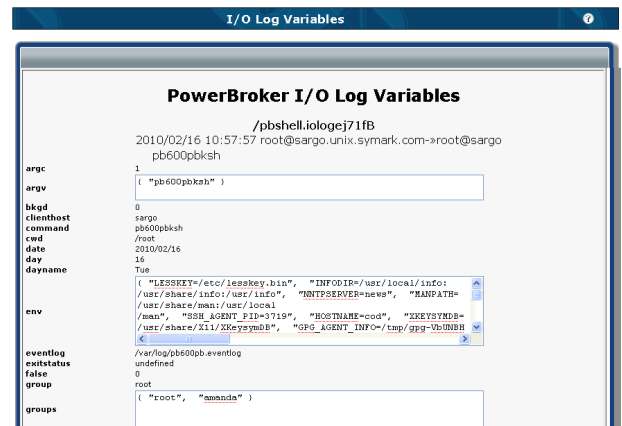 I/O Log Variables
?
PowerBroker I/O Log Variables
/pbshell.iologej71fB
2010/02/16 10:57:57 root@sargo.unix.symark.com->root@sargo
pb600pbksh
argc 1
argv ( "pb600pbksh" )
bkgd 0
clienthost sargo
command pb600pbksh
cwd /root
date 2010/02/16
day 16
dayname Tue
env ( "LESSKEY=/etc/lesskey.bin", "INFODIR=/usr/local/info:
/usr/share/info:/usr/info", "NNTPSERVER=news", "MANPATH=
/usr/share/man:/usr/local
/man", "SSH_AGENT_PID=3719", "HOSTNAME=cod", "XKEYSYMDB=
/usr/share/X11/XKeysymDB", "GPG_AGENT_INFO=/tmp/gpg-VbUNBH
eventlog /var/log/pb600pb.eventlog
exitstatus undefined
false 0
group root
groups ( "root", "amanda" )